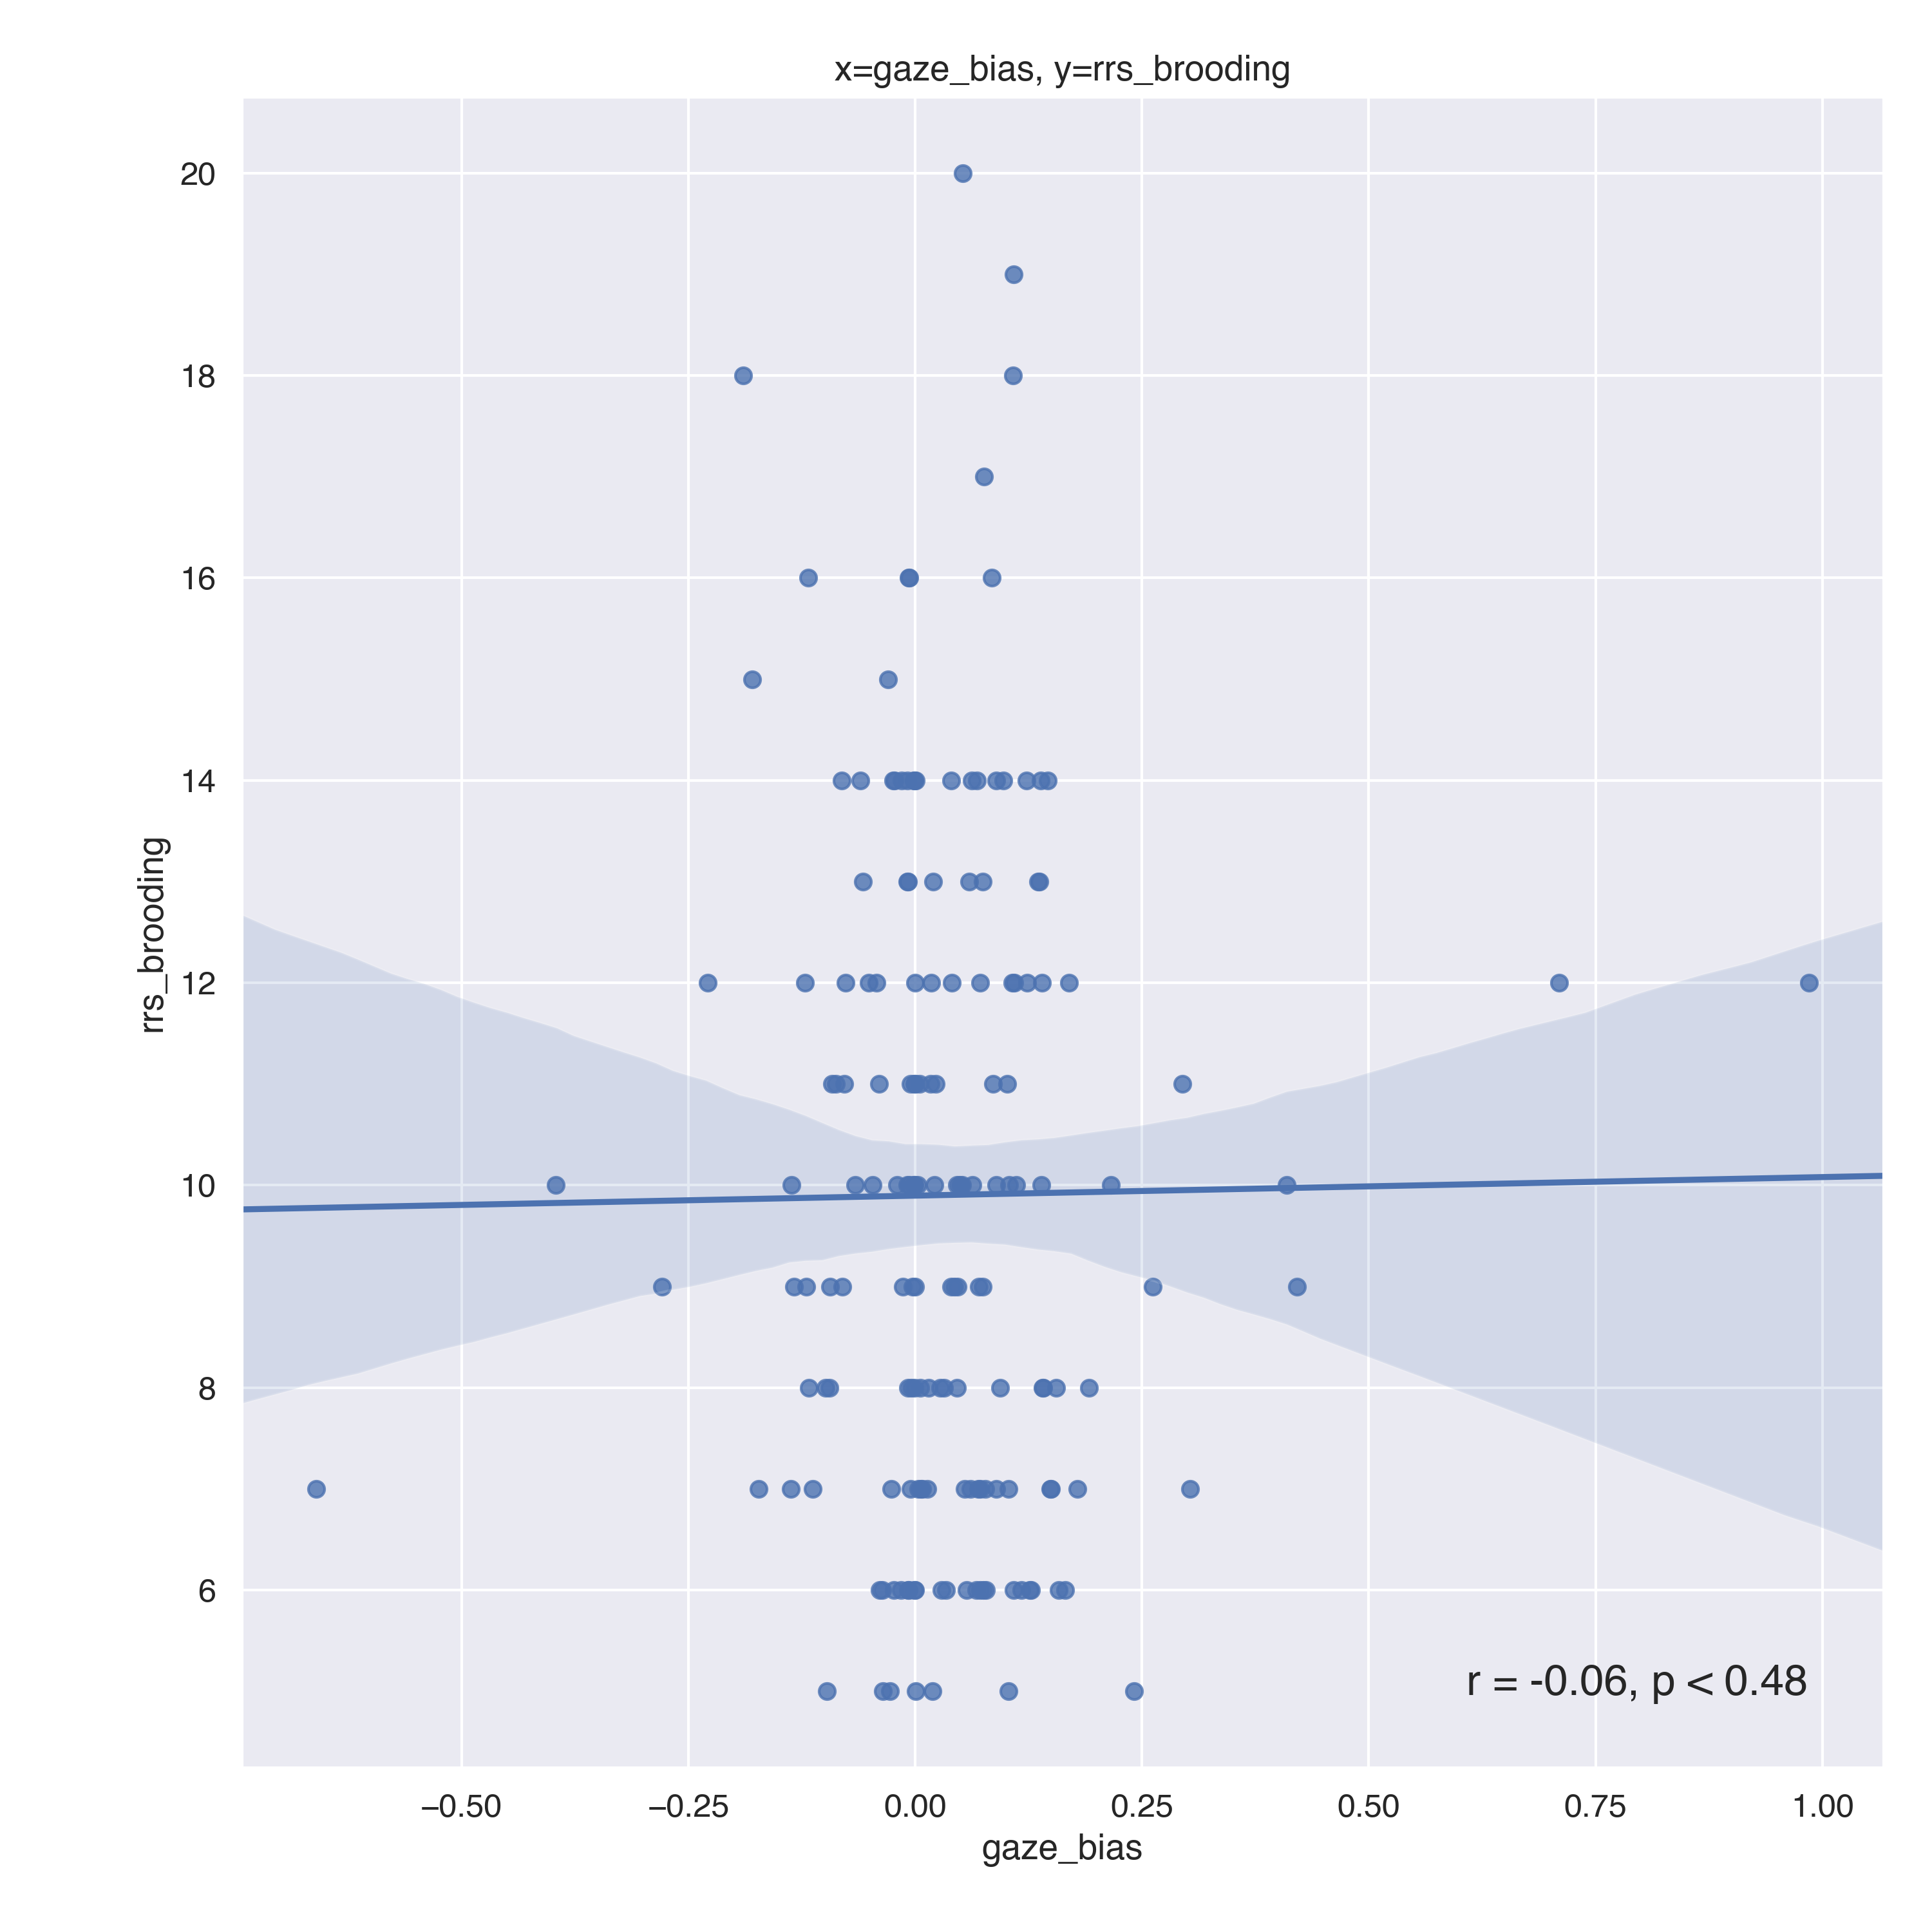 x=gaze_bias, y=rrs_brooding
20
18
16
14
12
10
8
6
rrs_brooding
r = -0.06, p < 0.48
−0.50 −0.25 0.00 0.25 0.50 0.75 1.00
gaze_bias